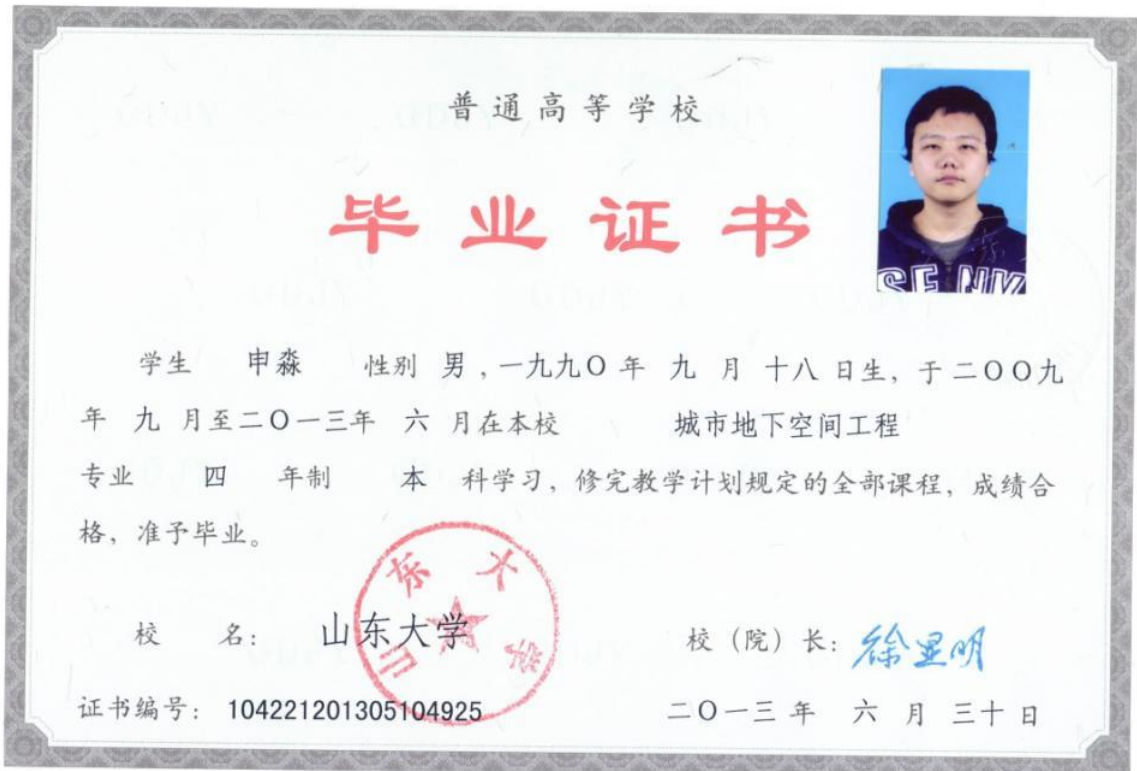 普通高等学校
毕业证书
学生 申淼 性别 男，一九九〇年 九 月 十八 日生，于二〇〇九
年 九 月至二〇一三年 六 月在本校 城市地下空间工程
专业 四 年制 本 科学习，修完教学计划规定的全部课程，成绩合
格，准予毕业。
校 名： 山东大学
山东大学
校（院）长：徐显明
证书编号：104221201305104925
二〇一三年 六 月 三十 日